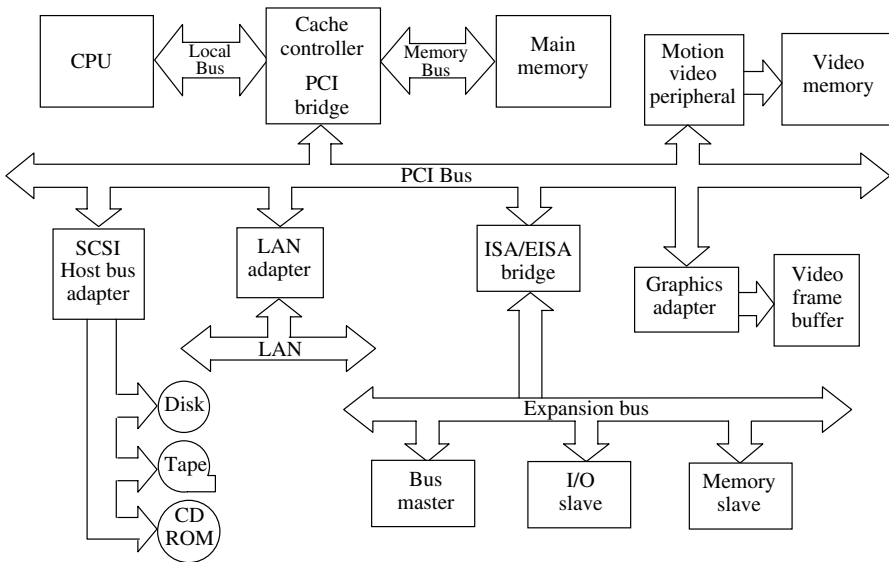 CPU
Local
Bus
Cache
controller
PCI
bridge
Memory
Bus
Main
memory
Motion
video
peripheral
Video
memory
PCI Bus
SCSI
Host bus
adapter
LAN
adapter
ISA/EISA
bridge
Graphics
adapter
Video
frame
buffer
LAN
Disk
Tape
CD
ROM
Expansion bus
Bus
master
I/O
slave
Memory
slave